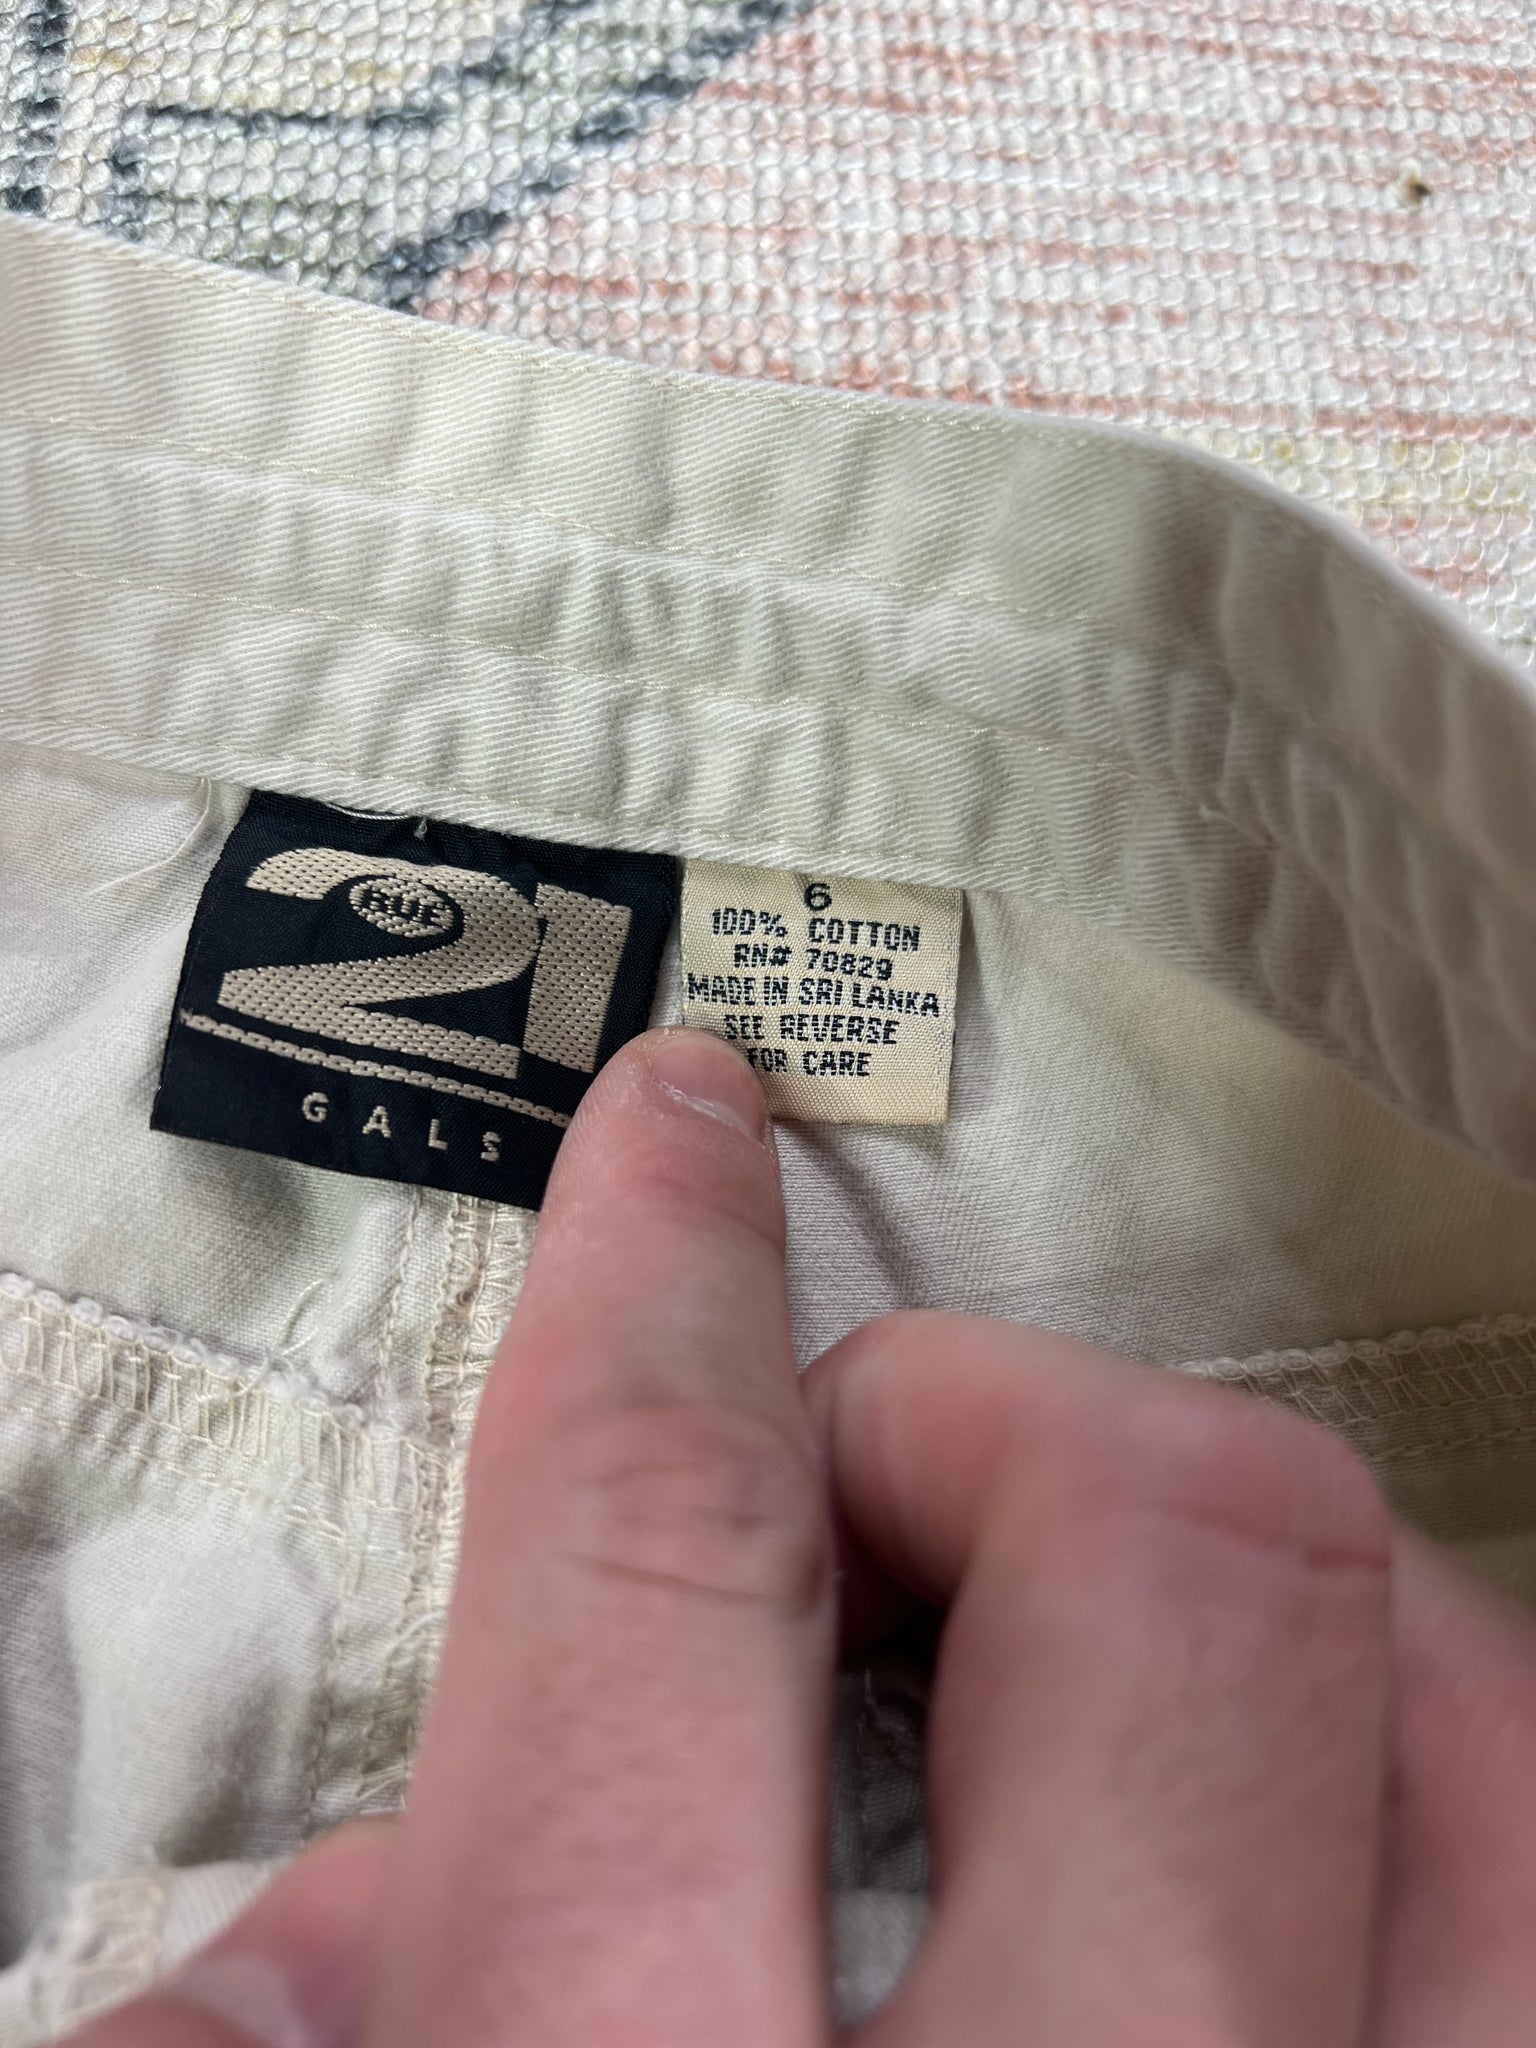 RUE
21
GALS
6
100% COTTON
RN# 70829
MADE IN SRI LANKA
SEE REVERSE
FOR CARE